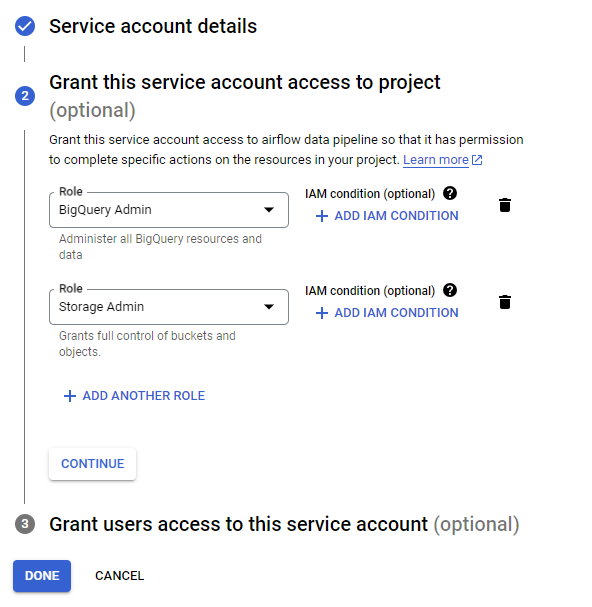 Service account details
2
Grant this service account access to project
(optional)
Grant this service account access to airflow data pipeline so that it has permission
to complete specific actions on the resources in your project. Learn more
Role
BigQuery Admin
Administer all BigQuery resources and
data
IAM condition (optional)
ADD IAM CONDITION
Role
Storage Admin
Grants full control of buckets and
objects.
IAM condition (optional)
ADD IAM CONDITION
ADD ANOTHER ROLE
CONTINUE
3
Grant users access to this service account (optional)
DONE
CANCEL